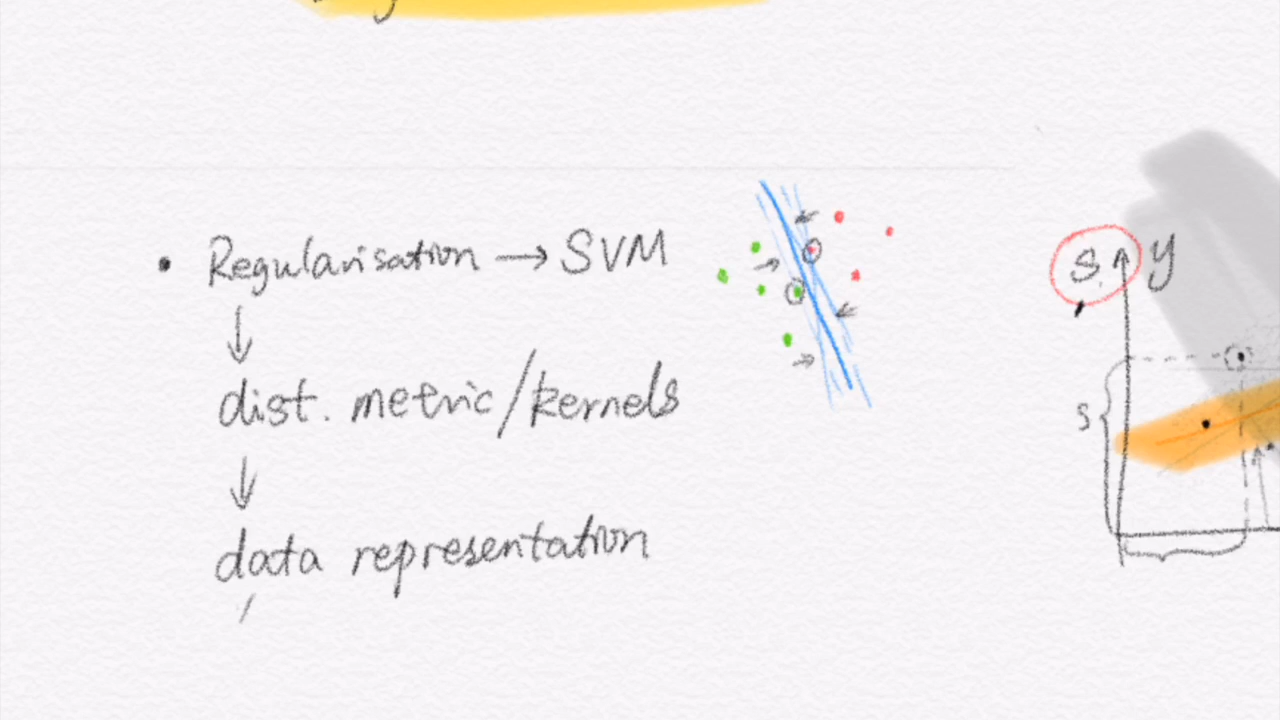 • Regularisation → SVM
↓
dist. metric/kernels
↓
data representation
S. y
s